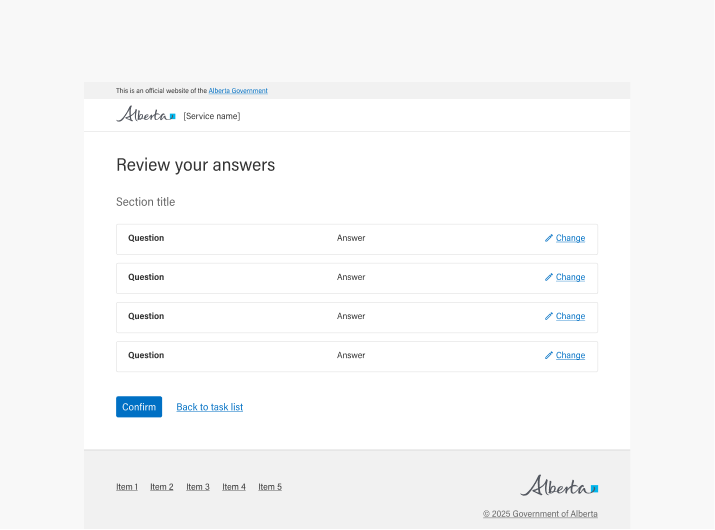 This is an official website of the Alberta Government
Alberta [Service name]
Review your answers
Section title
Question Answer Change
Question Answer Change
Question Answer Change
Question Answer Change
Confirm Back to task list
Item 1 Item 2 Item 3 Item 4 Item 5
Alberta
© 2025 Government of Alberta